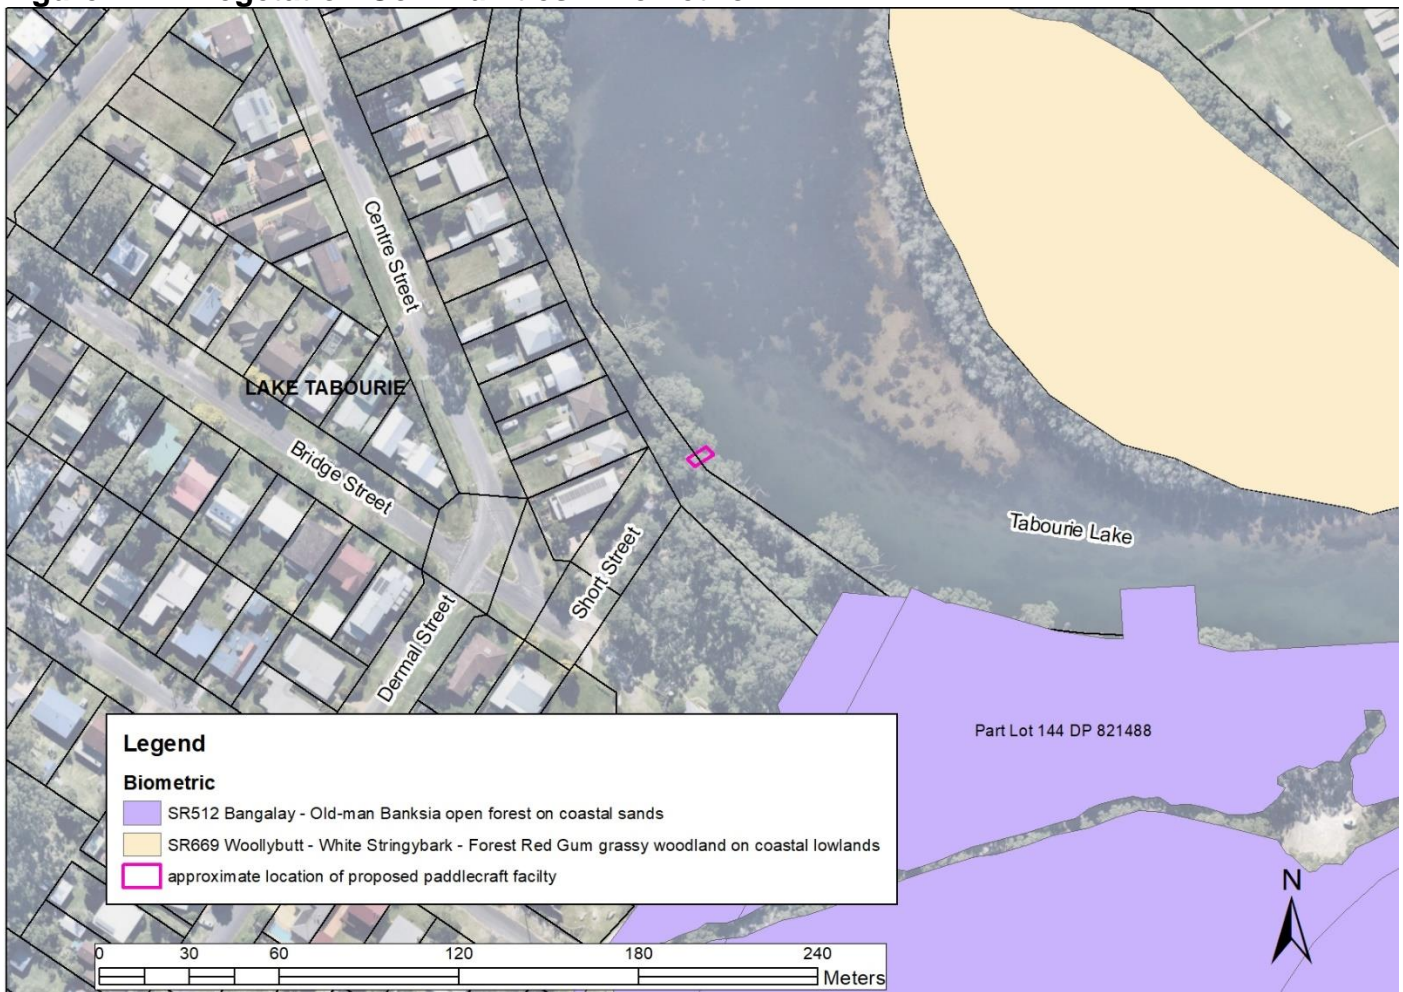 Centre Street
LAKE TABOURIE
Bridge Street
Tabourie Lake
Short Street
Dermal Street
Part Lot 144 DP 821488
Legend
Biometric
SR512 Bangalay - Old-man Banksia open forest on coastal sands
SR669 Woollybutt - White Stringybark - Forest Red Gum grassy woodland on coastal lowlands
approximate location of proposed paddlecraft facilty
N
0 30 60 120 180 240
Meters